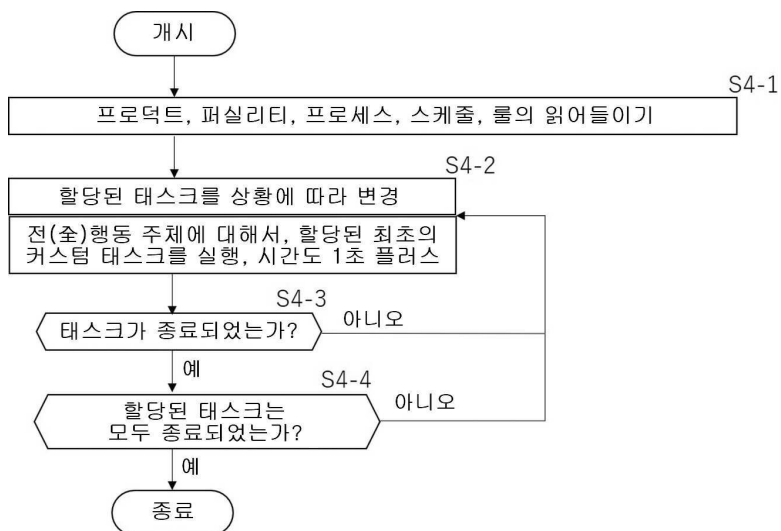 개시
S4-1
프로덕트, 퍼실리티, 프로세스, 스케줄, 룰의 읽어들이기
S4-2
할당된 태스크를 상황에 따라 변경
전(全)행동 주체에 대해서, 할당된 최초의
커스텀 태스크를 실행, 시간도 1초 플러스
S4-3
태스크가 종료되었는가?
아니오
예
S4-4
할당된 태스크는
모두 종료되었는가?
아니오
예
종료